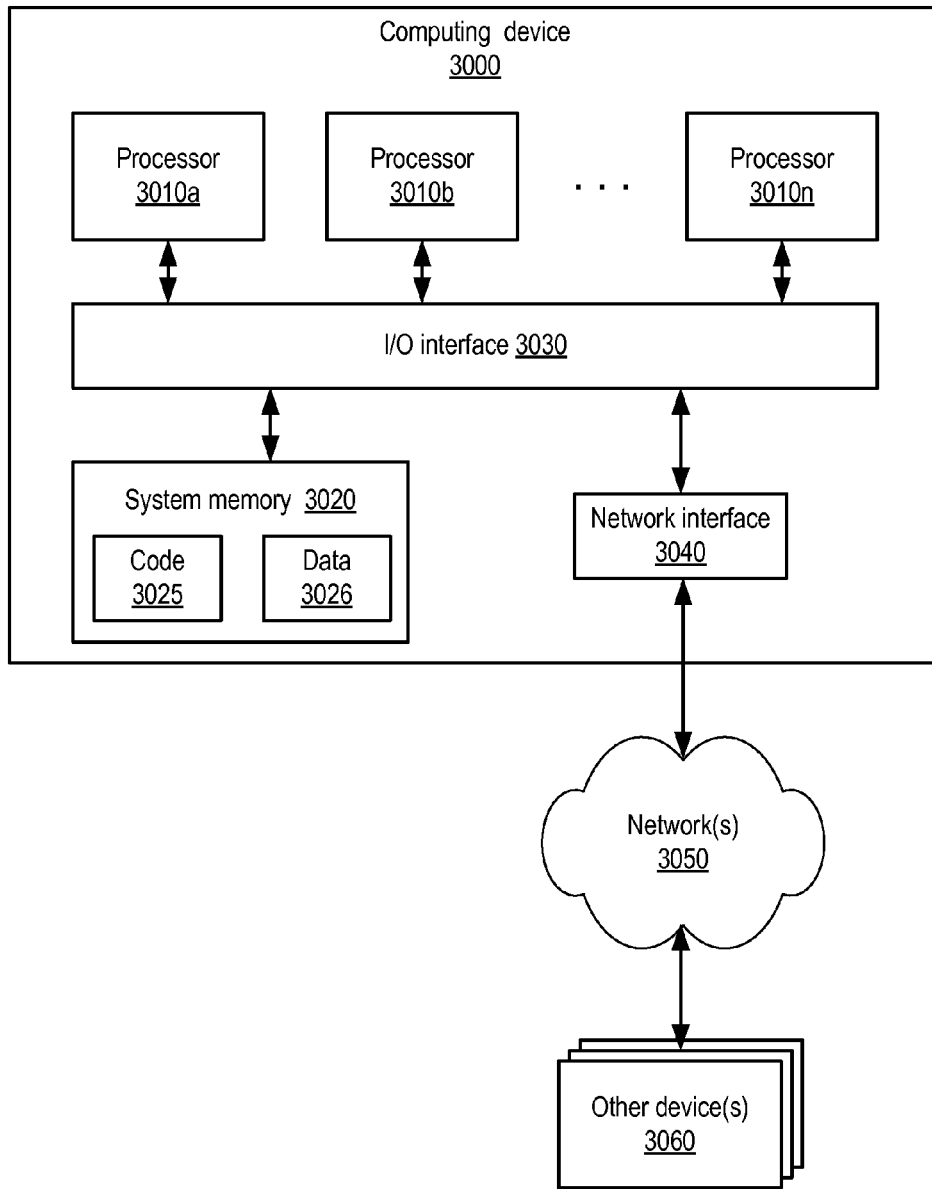 Computing device
3000
Processor
3010a
Processor
3010b
. . .
Processor
3010n
I/O interface 3030
System memory 3020
Code
3025
Data
3026
Network interface
3040
Network(s)
3050
Other device(s)
3060